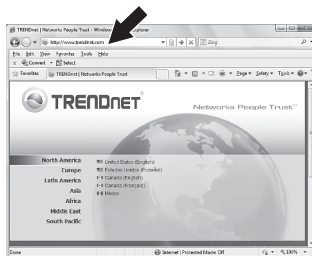 TRENDnet | Networks People Trust - Windows Explorer
http://www.trendnet.com
Bing
File Edit View Favorites Tools Help
x Convert Select
Favorites TRENDnet | Networks People Trust
Page Safety Tools
TRENDNET
Networks People Trust™
North America
United States (English)
Europe
Estados Unidos (Español)
Latin America
Canada (English)
Asia
Canada (Français)
Africa
México
Middle East
South Pacific
Done
Internet | Protected Mode: Off
100%